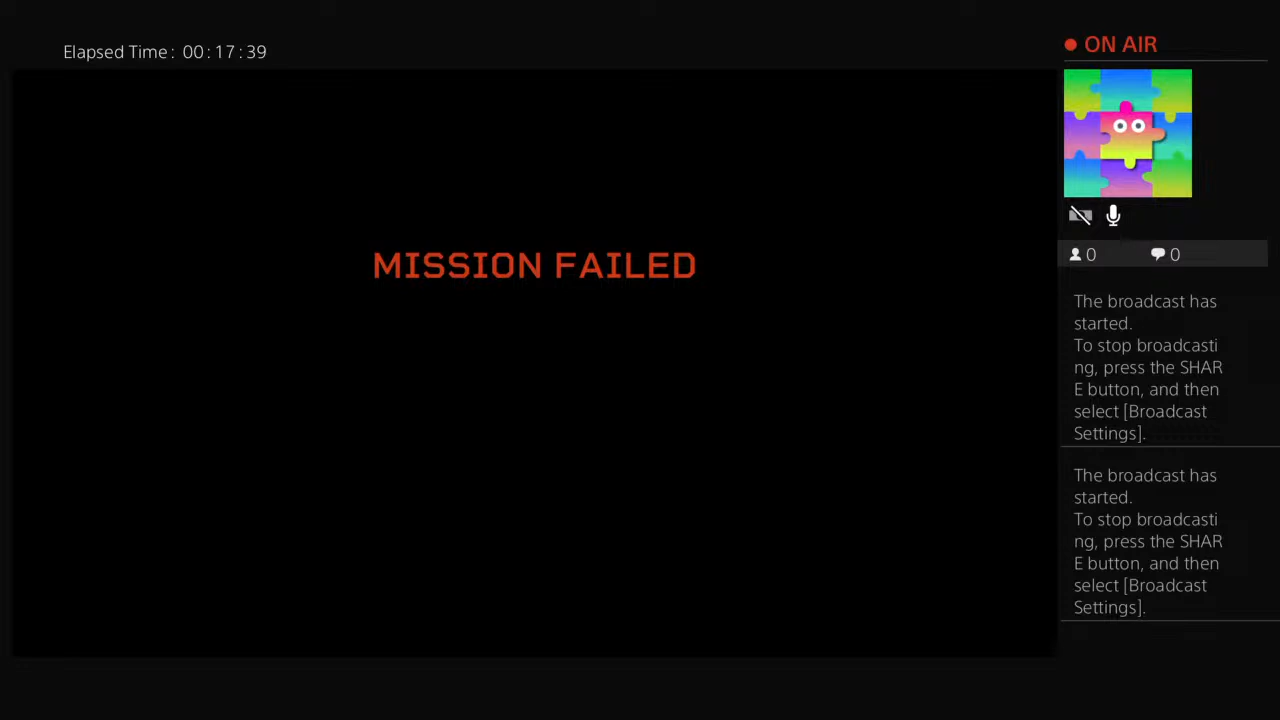 Elapsed Time: 00:17:39
ON AIR
MISSION FAILED
0 0
The broadcast has
started.
To stop broadcasti
ng, press the SHAR
E button, and then
select [Broadcast
Settings].
The broadcast has
started.
To stop broadcasti
ng, press the SHAR
E button, and then
select [Broadcast
Settings].